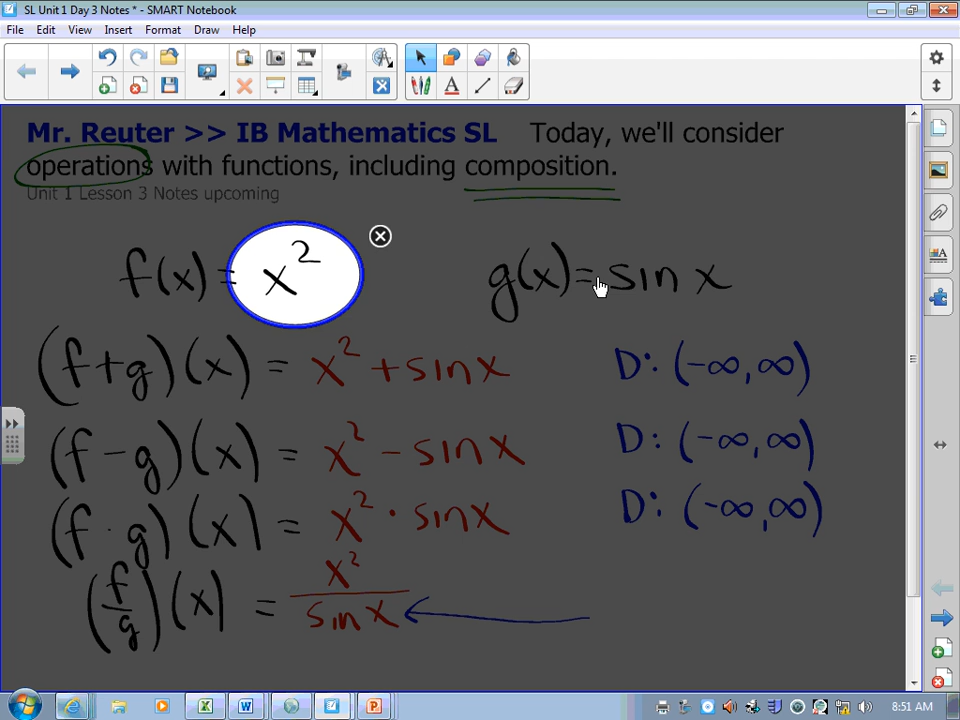 SL Unit 1 Day 3 Notes * - SMART Notebook
File Edit View Insert Format Draw Help
Mr. Reuter >> IB Mathematics SL Today, we'll consider
operations with functions, including composition.
Unit 1 Lesson 3 Notes upcoming
f(x) = x² g(x) = sin x
(f+g)(x) = x² + sin x D: (-∞, ∞)
(f-g)(x) = x² - sin x D: (-∞, ∞)
(f·g)(x) = x² · sin x D: (-∞, ∞)
(f/g)(x) = x²/sin x
8:51 AM